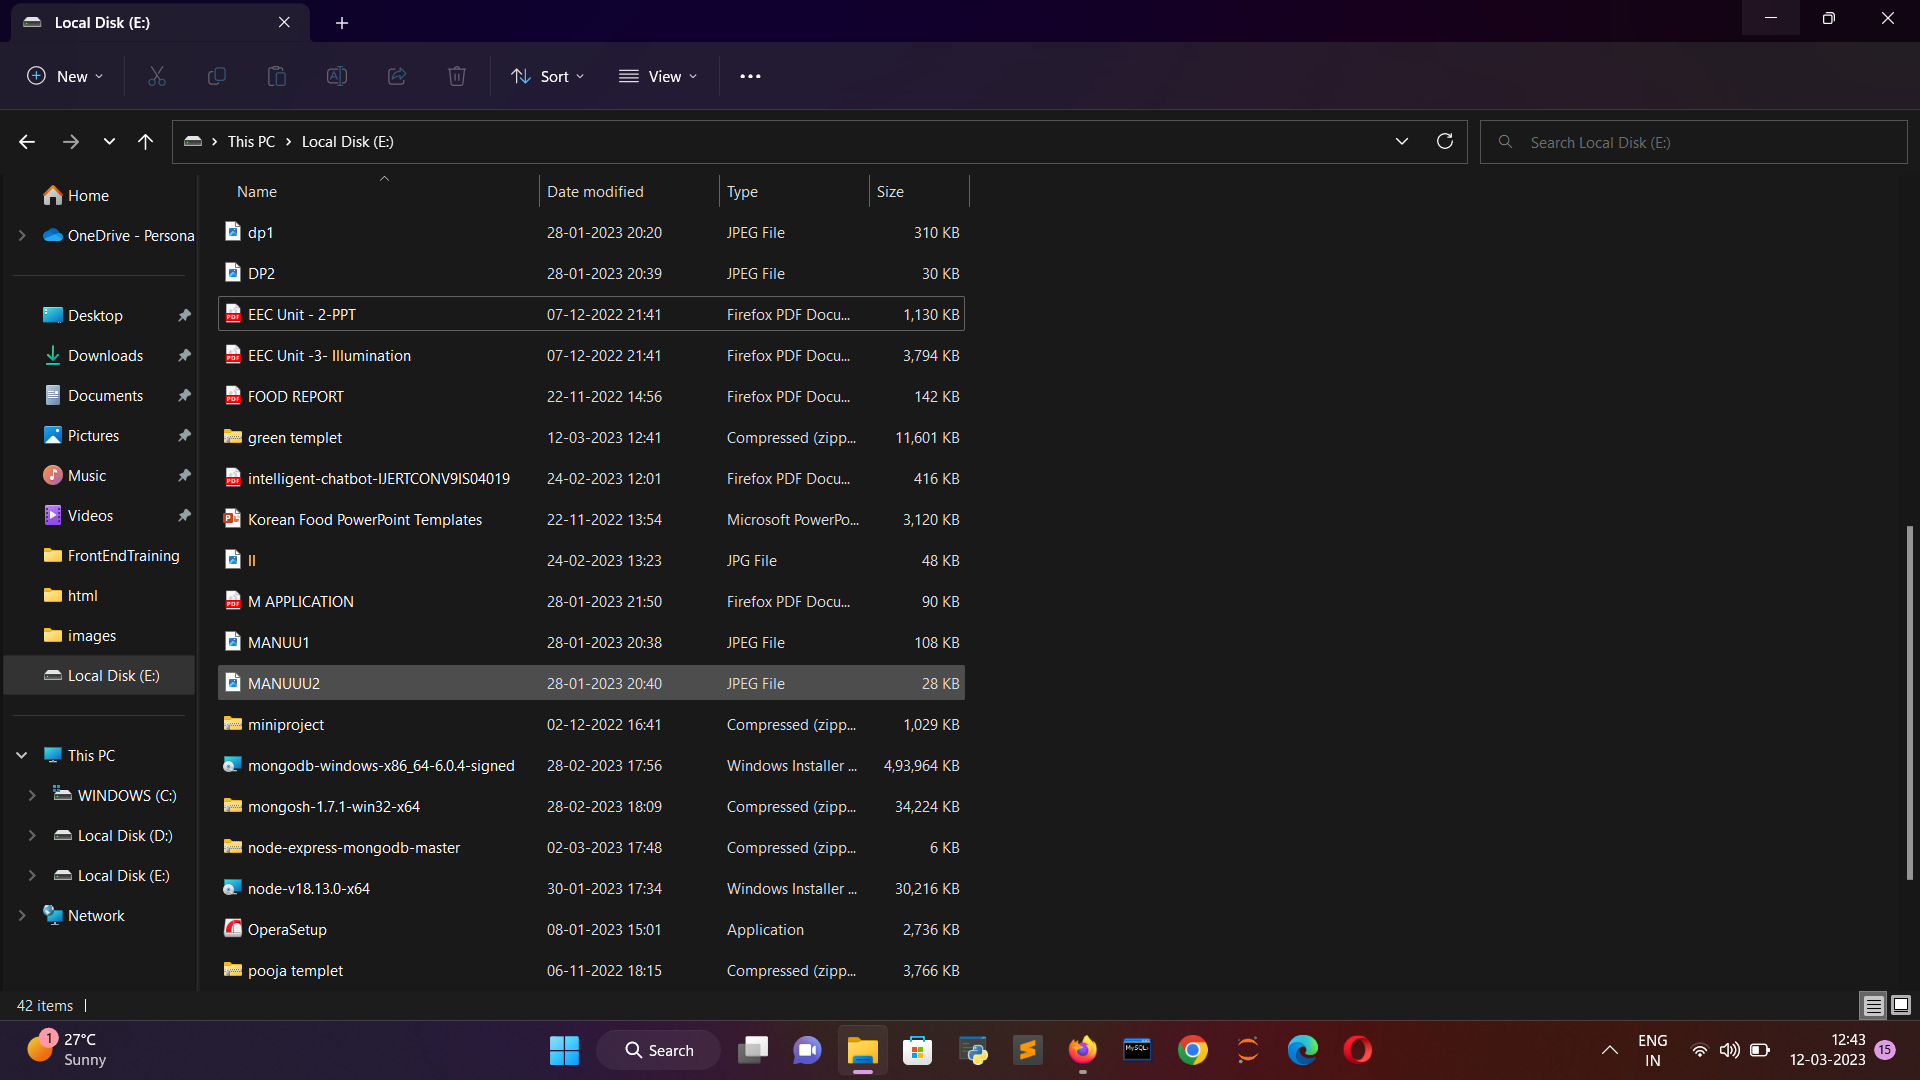 Local Disk (E:)
New
Sort
View
This PC
Local Disk (E:)
Search Local Disk (E:)
Home
OneDrive - Persona
Desktop
Downloads
Documents
Pictures
Music
Videos
FrontEndTraining
html
images
Local Disk (E:)
This PC
WINDOWS (C:)
Local Disk (D:)
Local Disk (E:)
Network
Name Date modified Type Size
dp1 28-01-2023 20:20 JPEG File 310 KB
DP2 28-01-2023 20:39 JPEG File 30 KB
EEC Unit - 2-PPT 07-12-2022 21:41 Firefox PDF Docu... 1,130 KB
EEC Unit -3- Illumination 07-12-2022 21:41 Firefox PDF Docu... 3,794 KB
FOOD REPORT 22-11-2022 14:56 Firefox PDF Docu... 142 KB
green templet 12-03-2023 12:41 Compressed (zipp... 11,601 KB
intelligent-chatbot-IJERTCONV9IS04019 24-02-2023 12:01 Firefox PDF Docu... 416 KB
Korean Food PowerPoint Templates 22-11-2022 13:54 Microsoft PowerPo... 3,120 KB
II 24-02-2023 13:23 JPG File 48 KB
M APPLICATION 28-01-2023 21:50 Firefox PDF Docu... 90 KB
MANUU1 28-01-2023 20:38 JPEG File 108 KB
MANUUU2 28-01-2023 20:40 JPEG File 28 KB
miniproject 02-12-2022 16:41 Compressed (zipp... 1,029 KB
mongodb-windows-x86_64-6.0.4-signed 28-02-2023 17:56 Windows Installer ... 4,93,964 KB
mongosh-1.7.1-win32-x64 28-02-2023 18:09 Compressed (zipp... 34,224 KB
node-express-mongodb-master 02-03-2023 17:48 Compressed (zipp... 6 KB
node-v18.13.0-x64 30-01-2023 17:34 Windows Installer ... 30,216 KB
OperaSetup 08-01-2023 15:01 Application 2,736 KB
pooja templet 06-11-2022 18:15 Compressed (zipp... 3,766 KB
42 items
1
27°C
Sunny
Search
MySQL
ENG
IN
12:43
12-03-2023
15